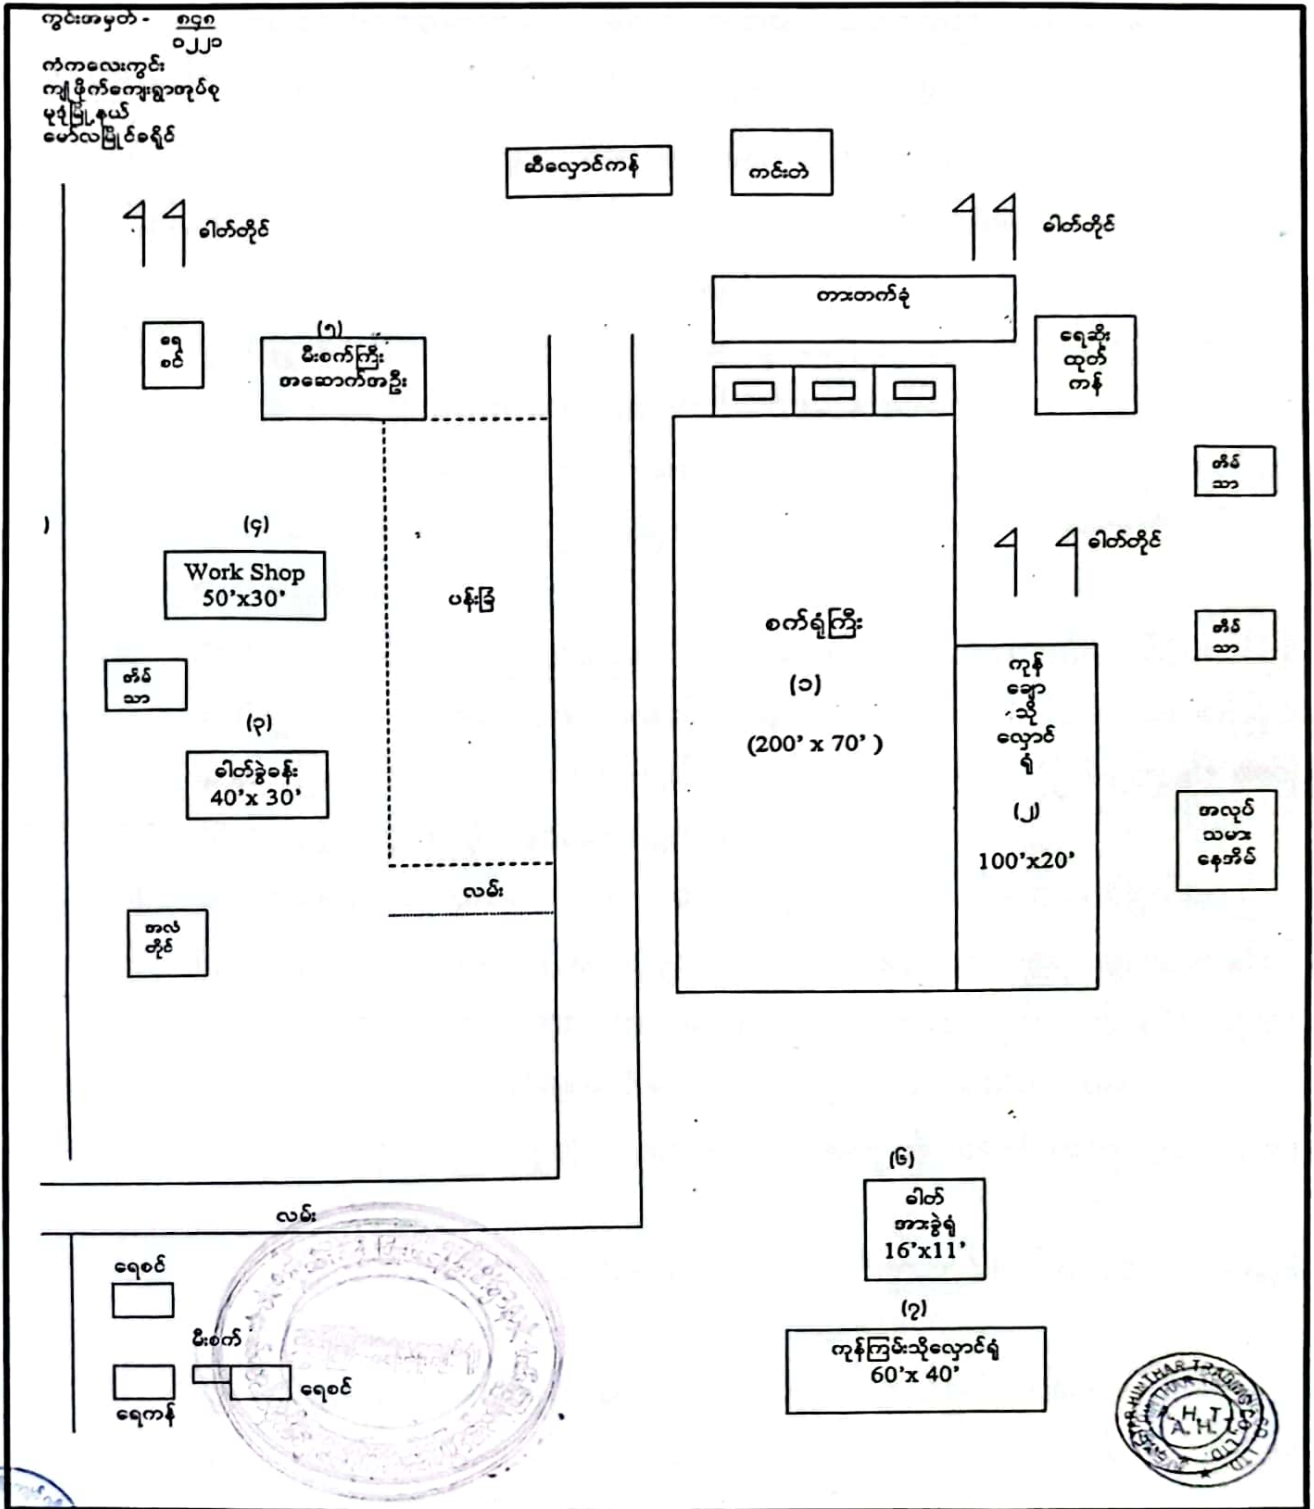 ကွင်းအမှတ် - ၈၄၈
၁၂၂၁
ကံကလေးကွင်း
ကျုံဖိုက်ကျေးရွာအုပ်စု
မုဒုံမြို့နယ်
မော်လမြိုင်ခရိုင်
ဆီလှောင်ကန်
ကင်းတဲ
ဓါတ်တိုင်
ဓါတ်တိုင်
တားတက်ခုံ
ရေ
စင်
(၅)
မီးစက်ကြီး
အဆောက်အဦး
ရေဆိုး
ထုတ်
ကန်
အိမ်
သာ
(၄)
Work Shop
50’x30’
ပန်းခြံ
ဓါတ်တိုင်
စက်ရုံကြီး
(၁)
(200’ x 70’ )
အိမ်
သာ
ကုန်
ချော
သို
လှောင်
ရုံ
(၂)
100’x20’
အိမ်
သာ
(၃)
ဓါတ်ခွဲခန်း
40’x 30’
အလုပ်
သမား
နေအိမ်
လမ်း
အလံ
တိုင်
(၆)
ဓါတ်
အားခွဲရုံ
16’x11’
လမ်း
ရေစင်
မီးစက်
ရေစင်
ရေကန်
(၇)
ကုန်ကြမ်းသိုလှောင်ရုံ
60’x 40’
HINTHAR TRADING CO. LTD.
A.H.T.